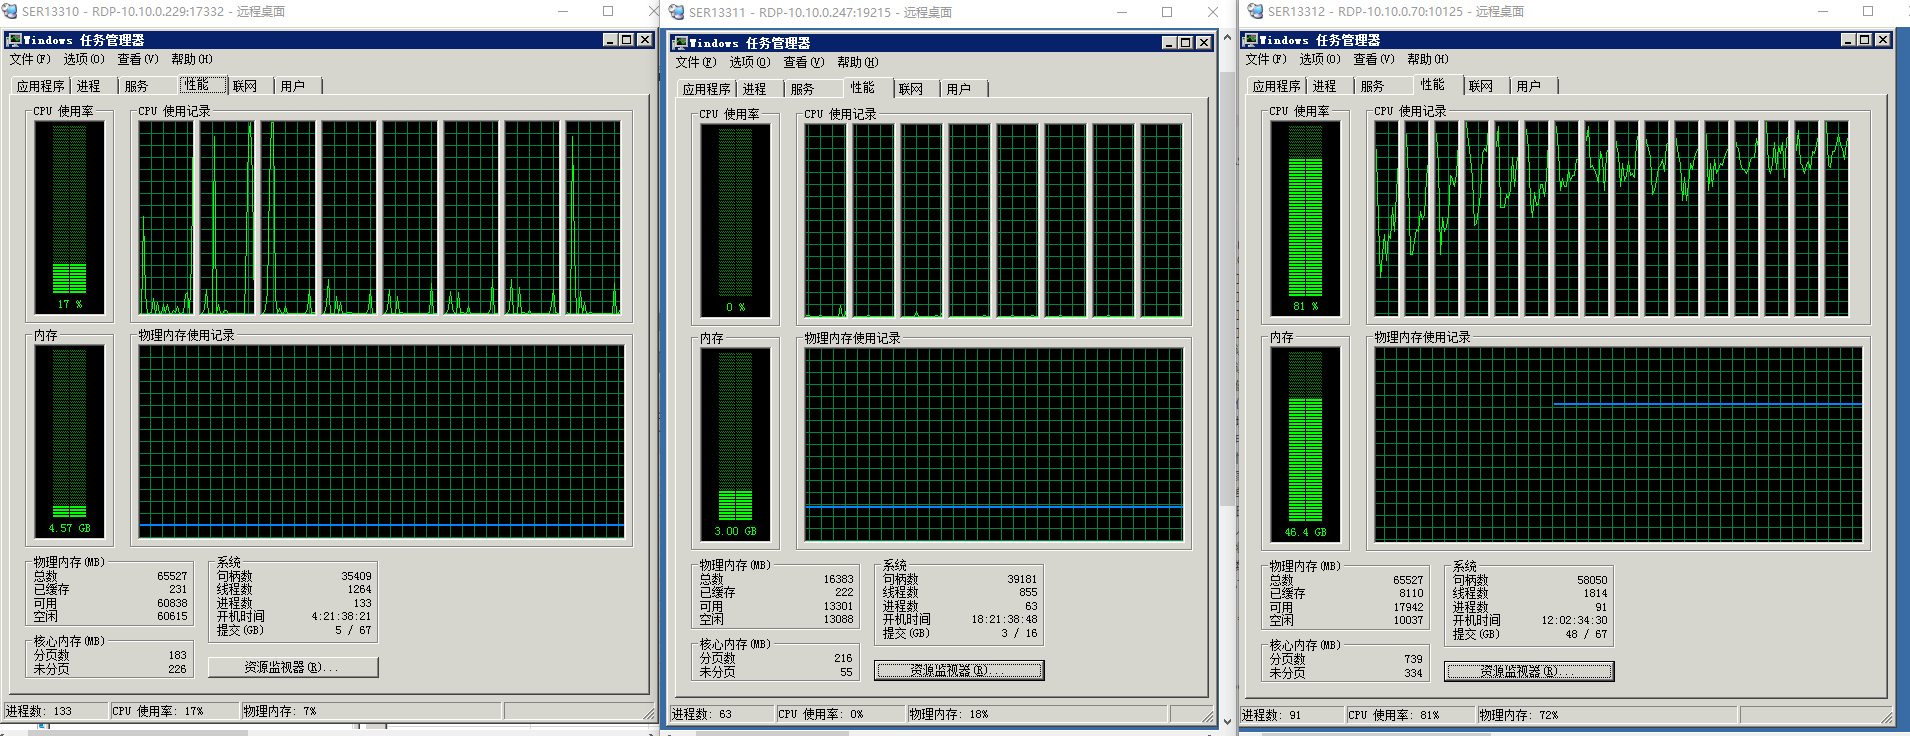 SER13310 - RDP-10.10.0.229:17332 - 远程桌面
Windows 任务管理器
文件(F) 选项(O) 查看(V) 帮助(H)
应用程序 进程 服务 性能 联网 用户
CPU 使用率 CPU 使用记录
17 %
内存 物理内存使用记录
4.57 GB
物理内存(MB)
总数 65527
已缓存 231
可用 60838
空闲 60615
核心内存(MB)
分页数 183
未分页 226
系统
句柄数 35409
线程数 1264
进程数 133
开机时间 4:21:38:21
提交(GB) 5 / 67
资源监视器(R)...
进程数: 133 CPU 使用率: 17% 物理内存: 7%
SER13311 - RDP-10.10.0.247:19215 - 远程桌面
Windows 任务管理器
文件(F) 选项(O) 查看(V) 帮助(H)
应用程序 进程 服务 性能 联网 用户
CPU 使用率 CPU 使用记录
0 %
内存 物理内存使用记录
3.00 GB
物理内存(MB)
总数 16383
已缓存 222
可用 13301
空闲 13088
核心内存(MB)
分页数 216
未分页 55
系统
句柄数 39181
线程数 855
进程数 63
开机时间 18:21:38:48
提交(GB) 3 / 16
资源监视器(R)...
进程数: 63 CPU 使用率: 0% 物理内存: 18%
SER13312 - RDP-10.10.0.70:10125 - 远程桌面
Windows 任务管理器
文件(F) 选项(O) 查看(V) 帮助(H)
应用程序 进程 服务 性能 联网 用户
CPU 使用率 CPU 使用记录
81 %
内存 物理内存使用记录
46.4 GB
物理内存(MB)
总数 65527
已缓存 8110
可用 17942
空闲 10037
核心内存(MB)
分页数 739
未分页 334
系统
句柄数 58050
线程数 1814
进程数 91
开机时间 12:02:34:30
提交(GB) 48 / 67
资源监视器(R)...
进程数: 91 CPU 使用率: 81% 物理内存: 72%